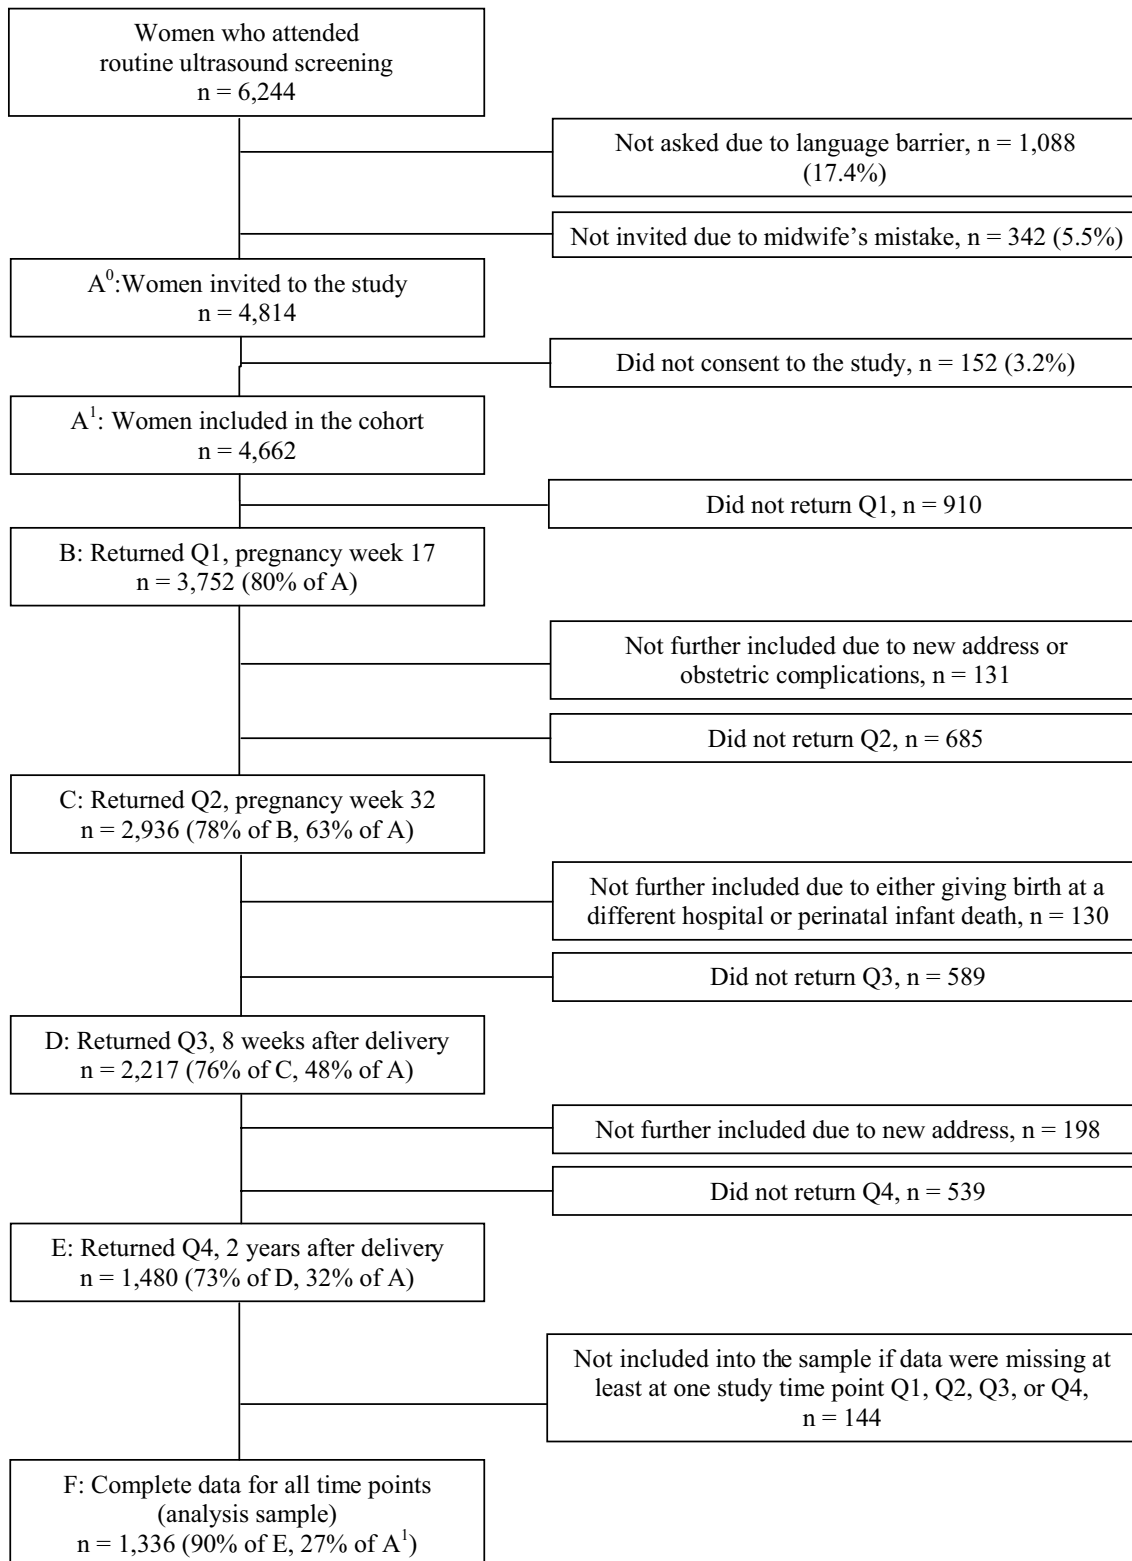 Women who attended
routine ultrasound screening
n = 6,244
Not asked due to language barrier, n = 1,088
(17.4%)
Not invited due to midwife’s mistake, n = 342 (5.5%)
A⁰:Women invited to the study
n = 4,814
Did not consent to the study, n = 152 (3.2%)
A¹: Women included in the cohort
n = 4,662
Did not return Q1, n = 910
B: Returned Q1, pregnancy week 17
n = 3,752 (80% of A)
Not further included due to new address or
obstetric complications, n = 131
Did not return Q2, n = 685
C: Returned Q2, pregnancy week 32
n = 2,936 (78% of B, 63% of A)
Not further included due to either giving birth at a
different hospital or perinatal infant death, n = 130
Did not return Q3, n = 589
D: Returned Q3, 8 weeks after delivery
n = 2,217 (76% of C, 48% of A)
Not further included due to new address, n = 198
Did not return Q4, n = 539
E: Returned Q4, 2 years after delivery
n = 1,480 (73% of D, 32% of A)
Not included into the sample if data were missing at
least at one study time point Q1, Q2, Q3, or Q4,
n = 144
F: Complete data for all time points
(analysis sample)
n = 1,336 (90% of E, 27% of A¹)